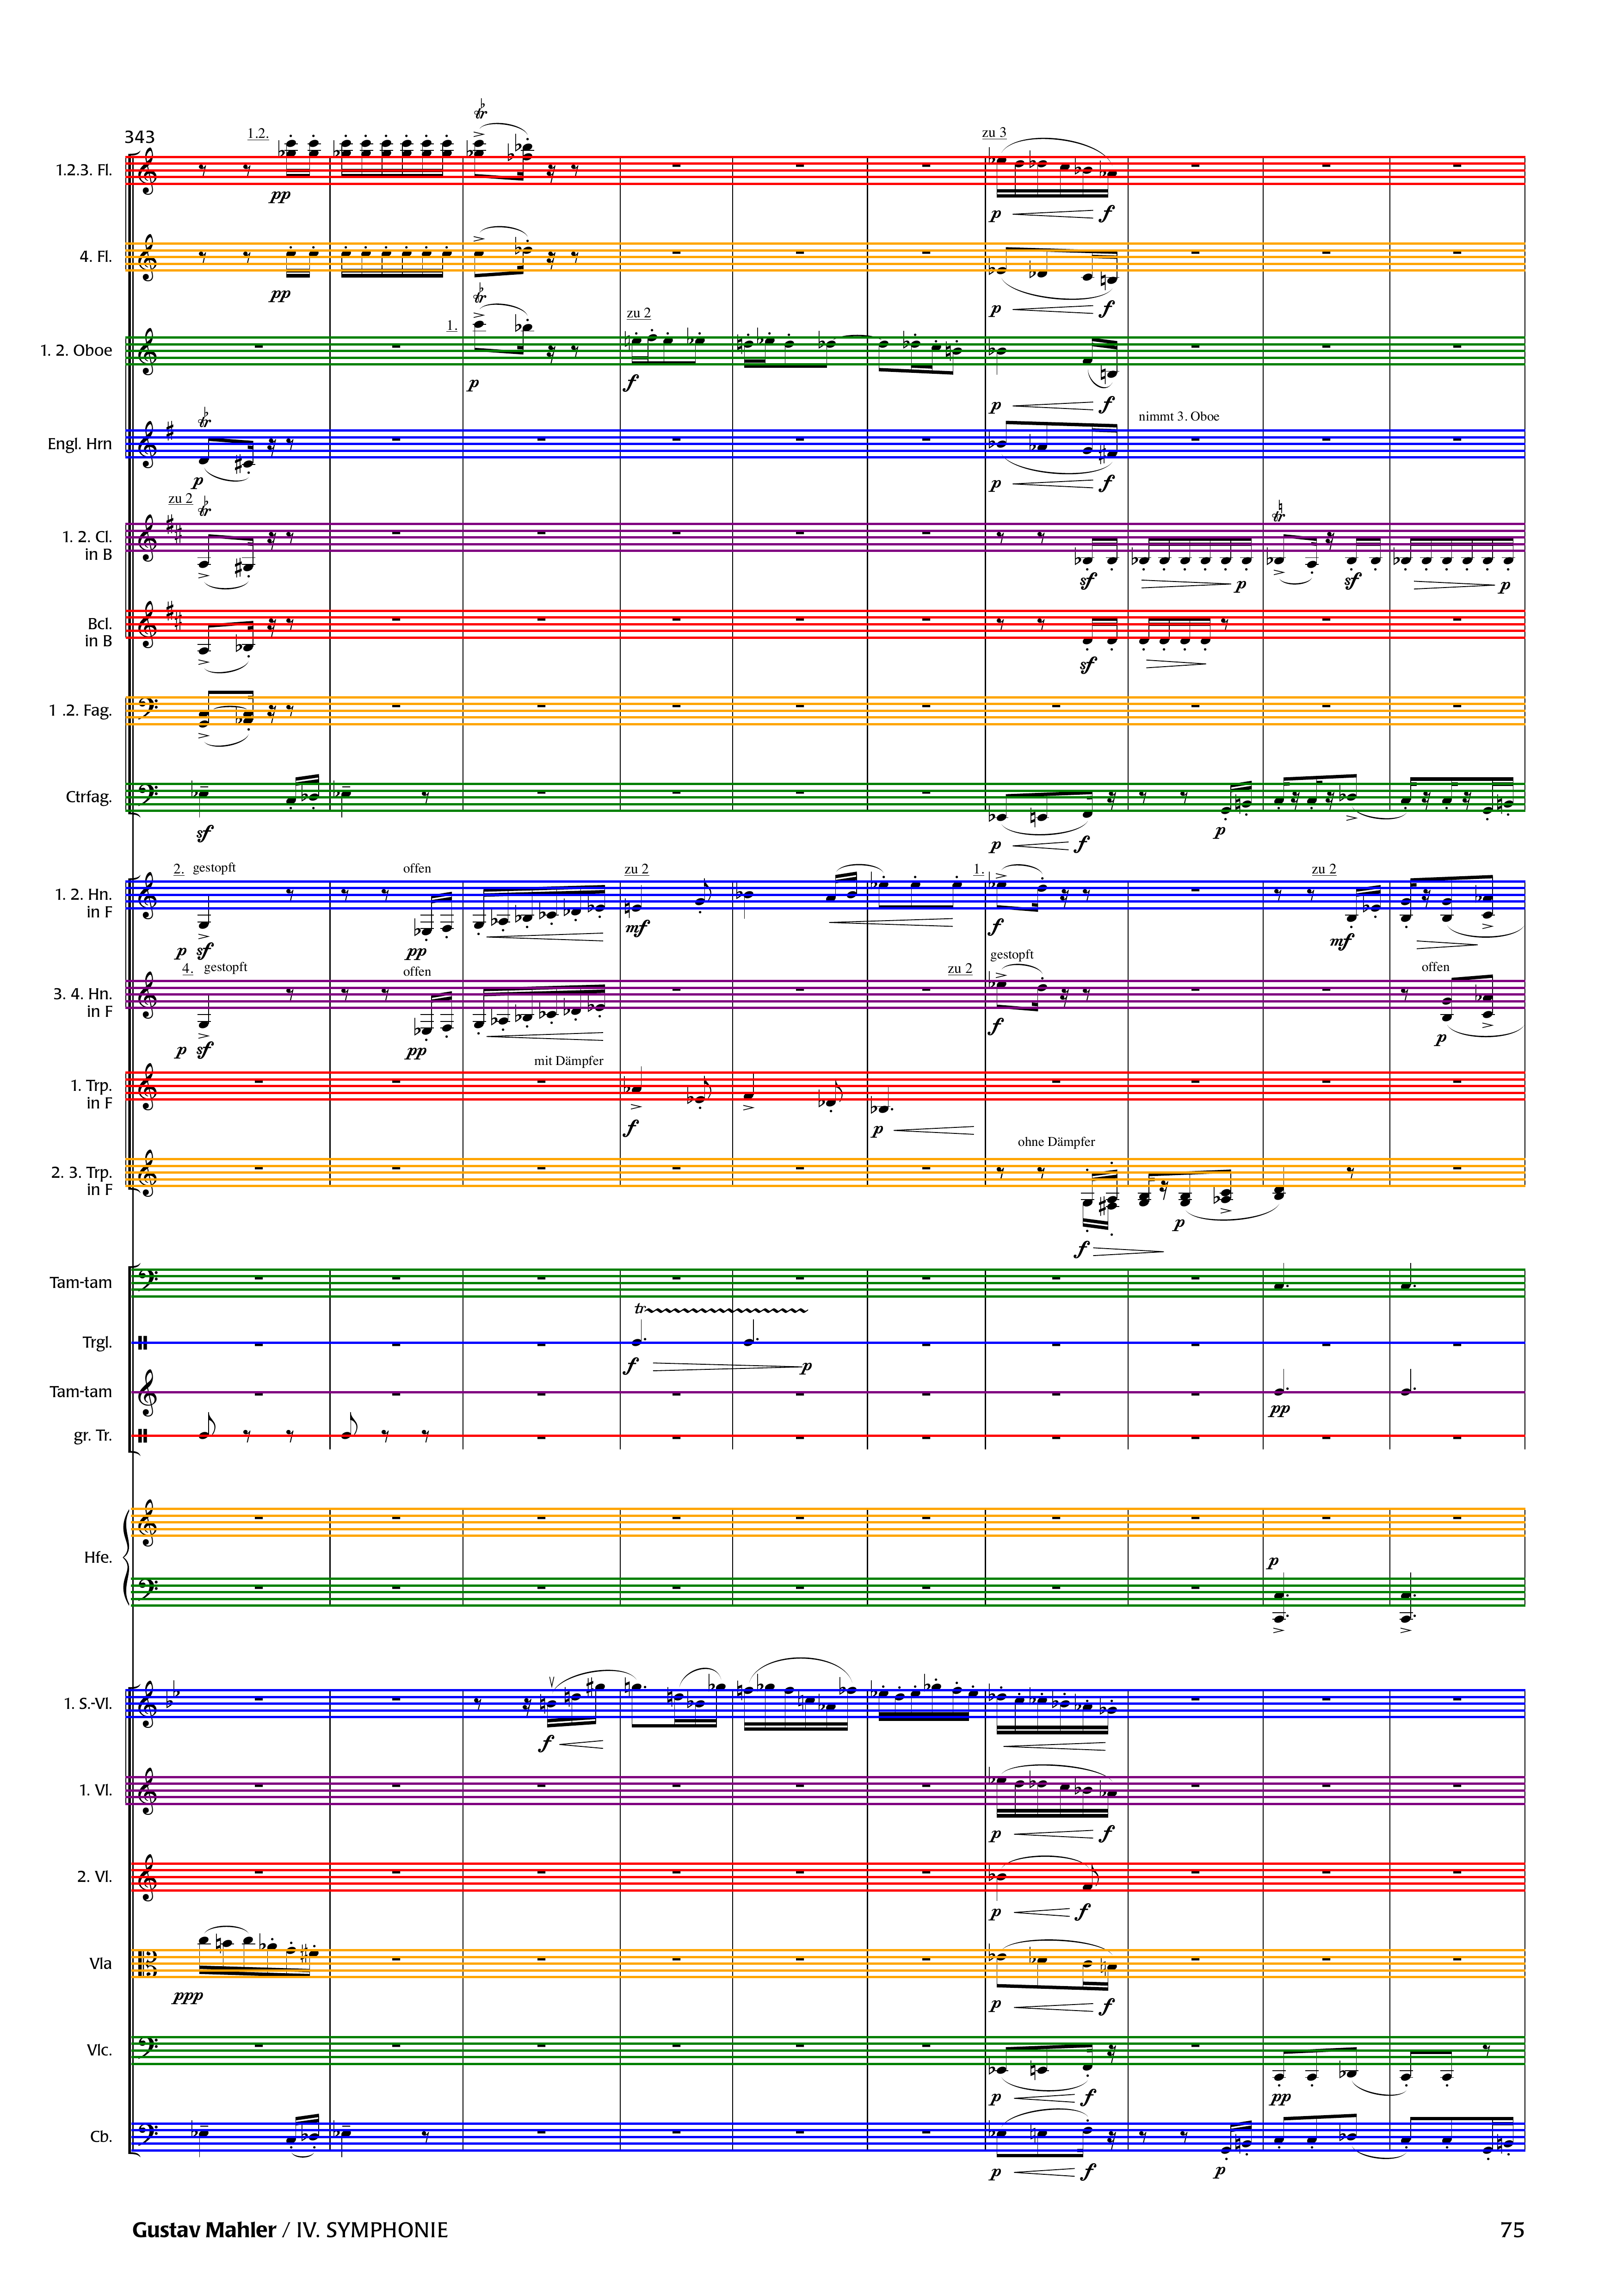 343
1.2.
zu 3
1.2.3. Fl.
pp
p
f
4. Fl.
pp
p
f
1.
zu 2
1. 2. Oboe
p
f
p
f
nimmt 3. Oboe
Engl. Hrn
p
p
f
zu 2
1. 2. Cl.
in B
sf
p
sf
p
Bcl.
in B
sf
1 .2. Fag.
Ctrfag.
sf
p
f
p
2. gestopft
offen
zu 2
1.
zu 2
1. 2. Hn.
in F
p sf
pp
mf
f
mf
4. gestopft
offen
zu 2
gestopft
offen
3. 4. Hn.
in F
p sf
pp
f
p
mit Dämpfer
1. Trp.
in F
f
p
ohne Dämpfer
2. 3. Trp.
in F
p
f
Tam-tam
tr
Trgl.
f
p
Tam-tam
pp
gr. Tr.
Hfe.
p
1. S.-Vl.
f
1. Vl.
p
f
2. Vl.
p
f
Vla
ppp
p
f
Vlc.
p
f
pp
Cb.
p
f
p
Gustav Mahler / IV. SYMPHONIE
75